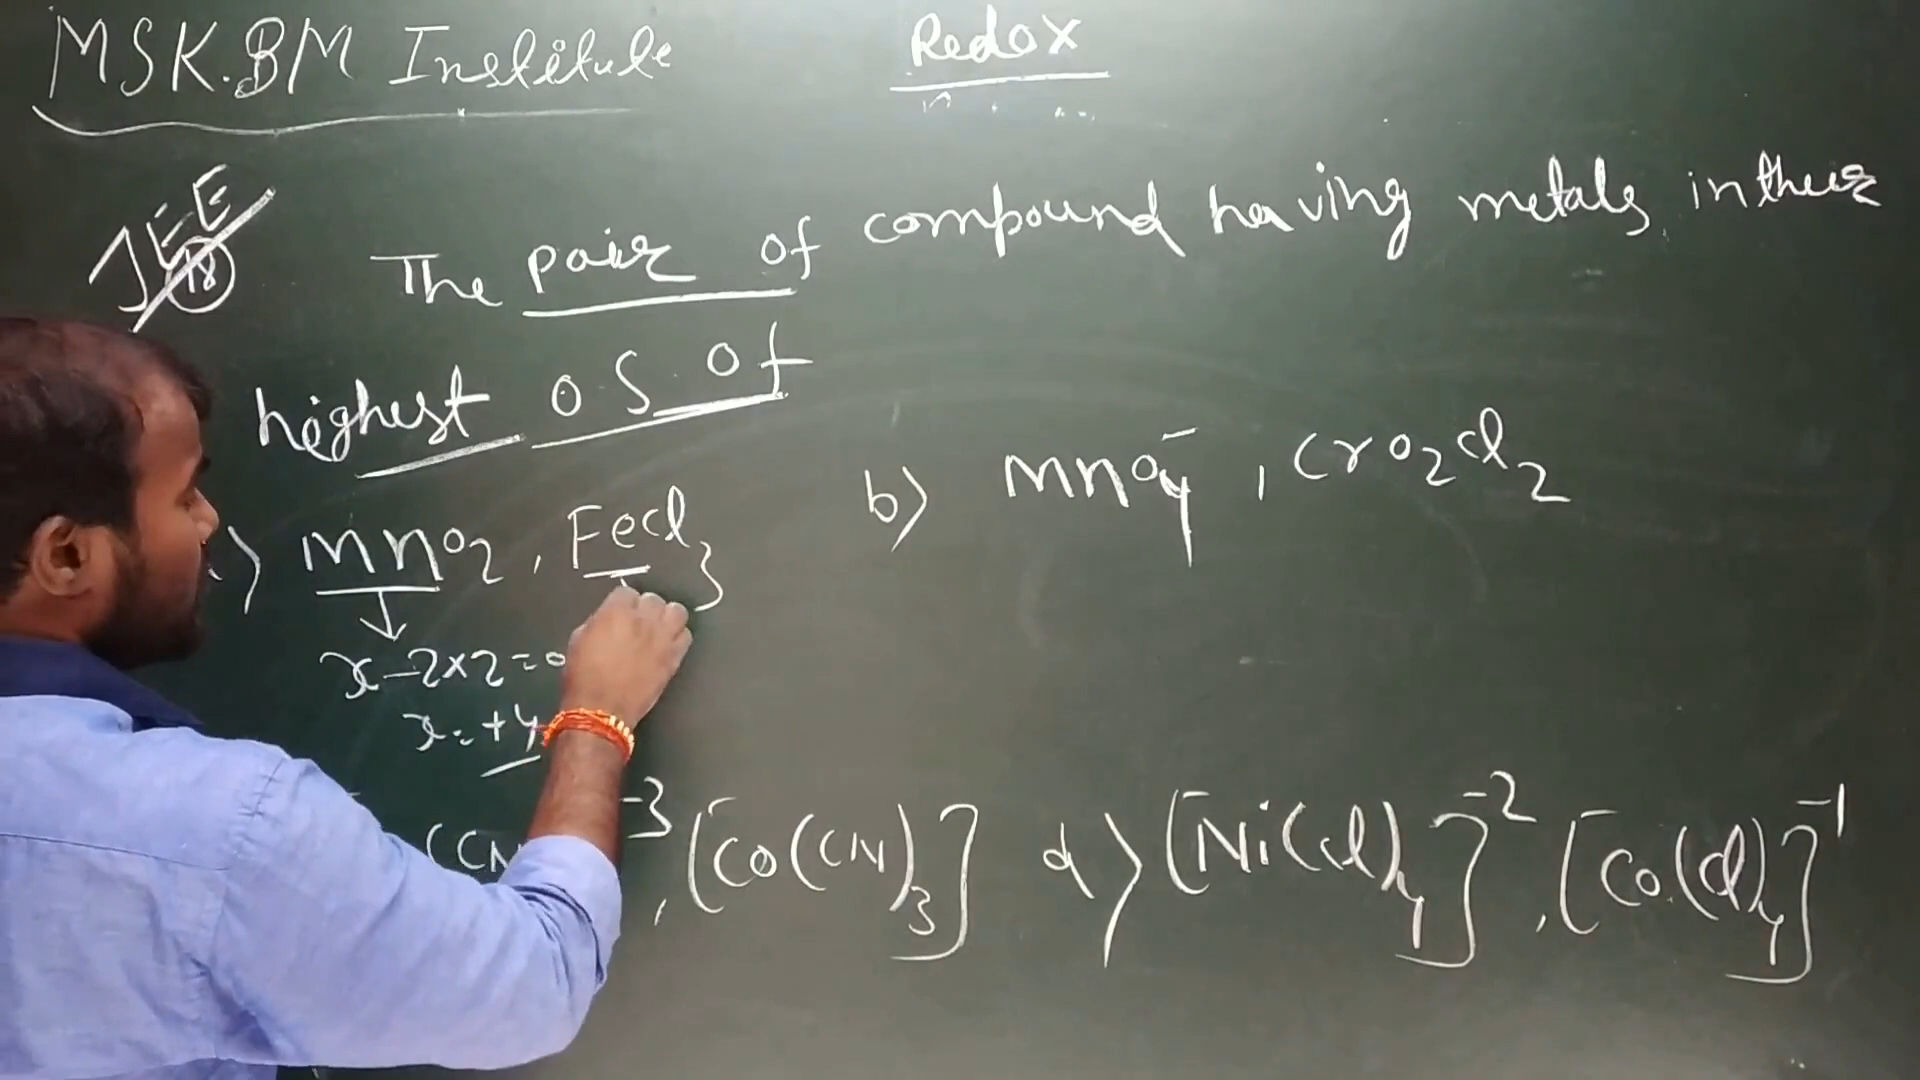 MSK.BM Institute
Redox
JEE
18
The pair of compound having metals in their
highest O.S of
) MnO2 , FeCl3
b) MnO4⁻ , CrO2Cl2
x-2×2=0
x=+4
(CN -3 , [Co(CN)3]
d) [Ni(Cl)4]-2 , [Co(Cl)4]-1